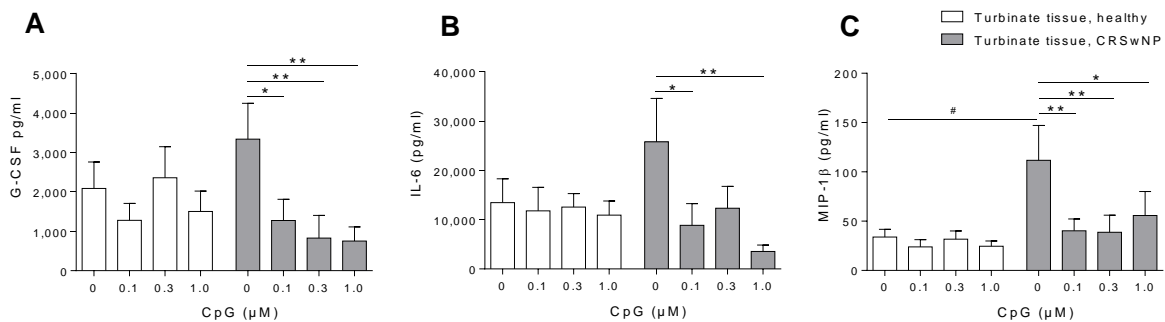 A
B
C
Turbinate tissue, healthy
Turbinate tissue, CRSwNP
G-CSF pg/ml
5,000
4,000
3,000
2,000
1,000
0
**
**
*
0 0.1 0.3 1.0 0 0.1 0.3 1.0
CpG (µM)
IL-6 (pg/ml)
40,000
30,000
20,000
10,000
0
**
*
0 0.1 0.3 1.0 0 0.1 0.3 1.0
CpG (µM)
MIP-1β (pg/ml)
200
150
100
50
0
*
**
**
#
0 0.1 0.3 1.0 0 0.1 0.3 1.0
CpG (µM)